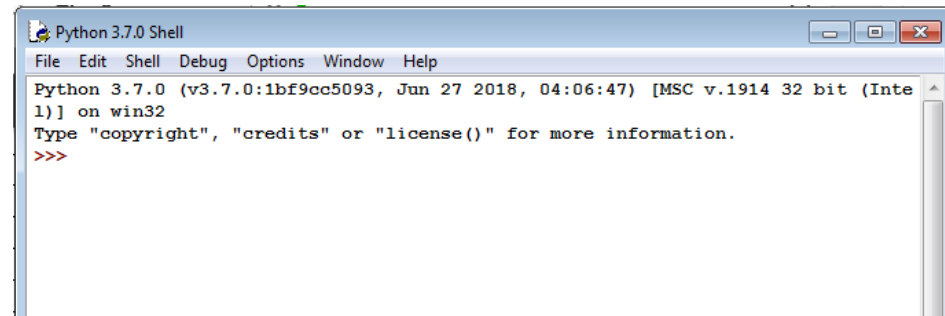 Python 3.7.0 Shell
File Edit Shell Debug Options Window Help
Python 3.7.0 (v3.7.0:1bf9cc5093, Jun 27 2018, 04:06:47) [MSC v.1914 32 bit (Inte
l)] on win32
Type "copyright", "credits" or "license()" for more information.
>>>